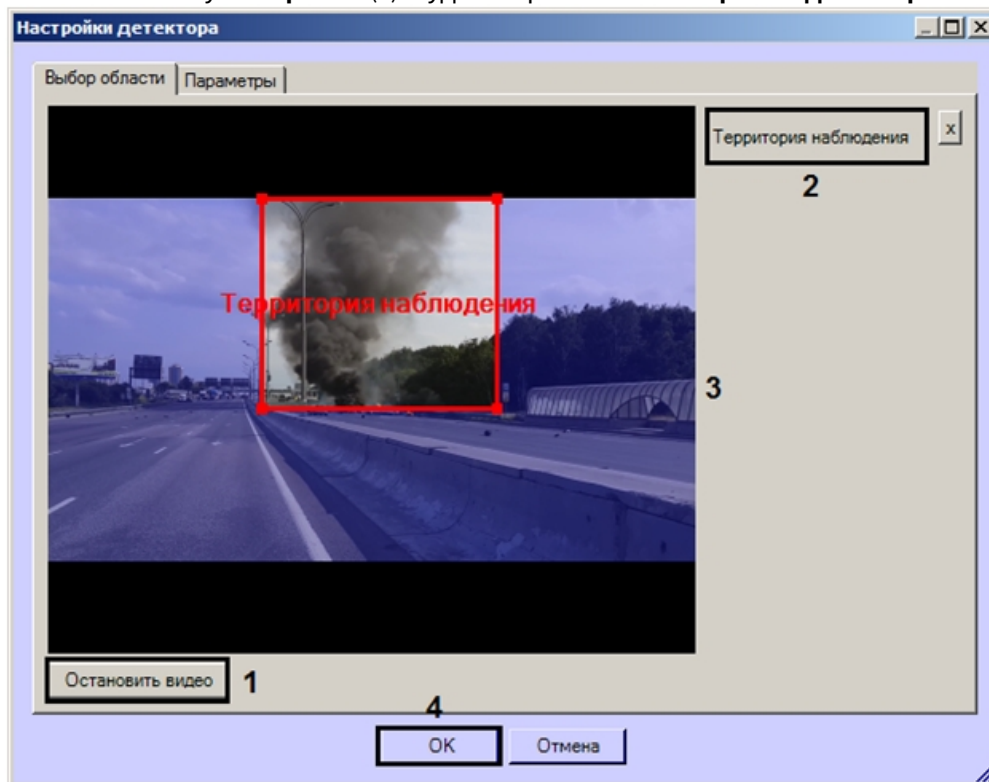 Настройки детектора
Выбор области
Параметры
Территория наблюдения
x
2
Территория наблюдения
3
Остановить видео
1
4
OK
Отмена